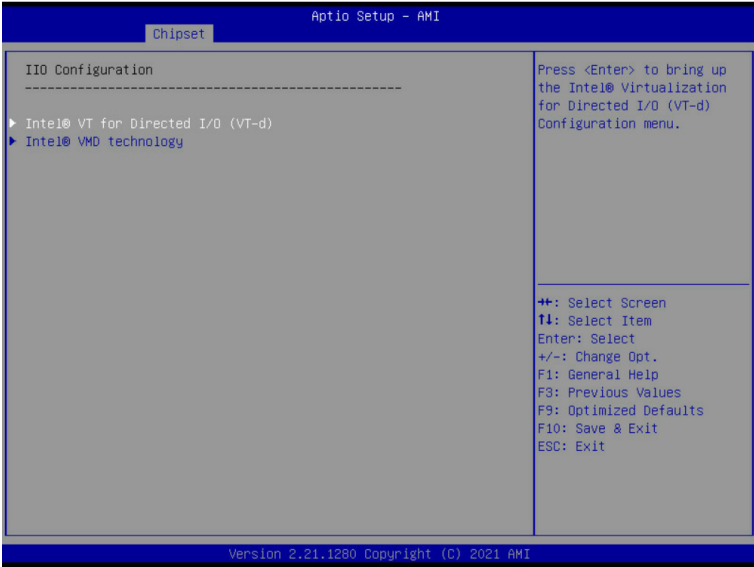 Aptio Setup – AMI
Chipset
IIO Configuration
------------------------------------------------
Intel® VT for Directed I/O (VT-d)
Intel® VMD technology
Press <Enter> to bring up
the Intel® Virtualization
for Directed I/O (VT-d)
Configuration menu.
→←: Select Screen
↑↓: Select Item
Enter: Select
+/-: Change Opt.
F1: General Help
F3: Previous Values
F9: Optimized Defaults
F10: Save & Exit
ESC: Exit
Version 2.21.1280 Copyright (C) 2021 AMI